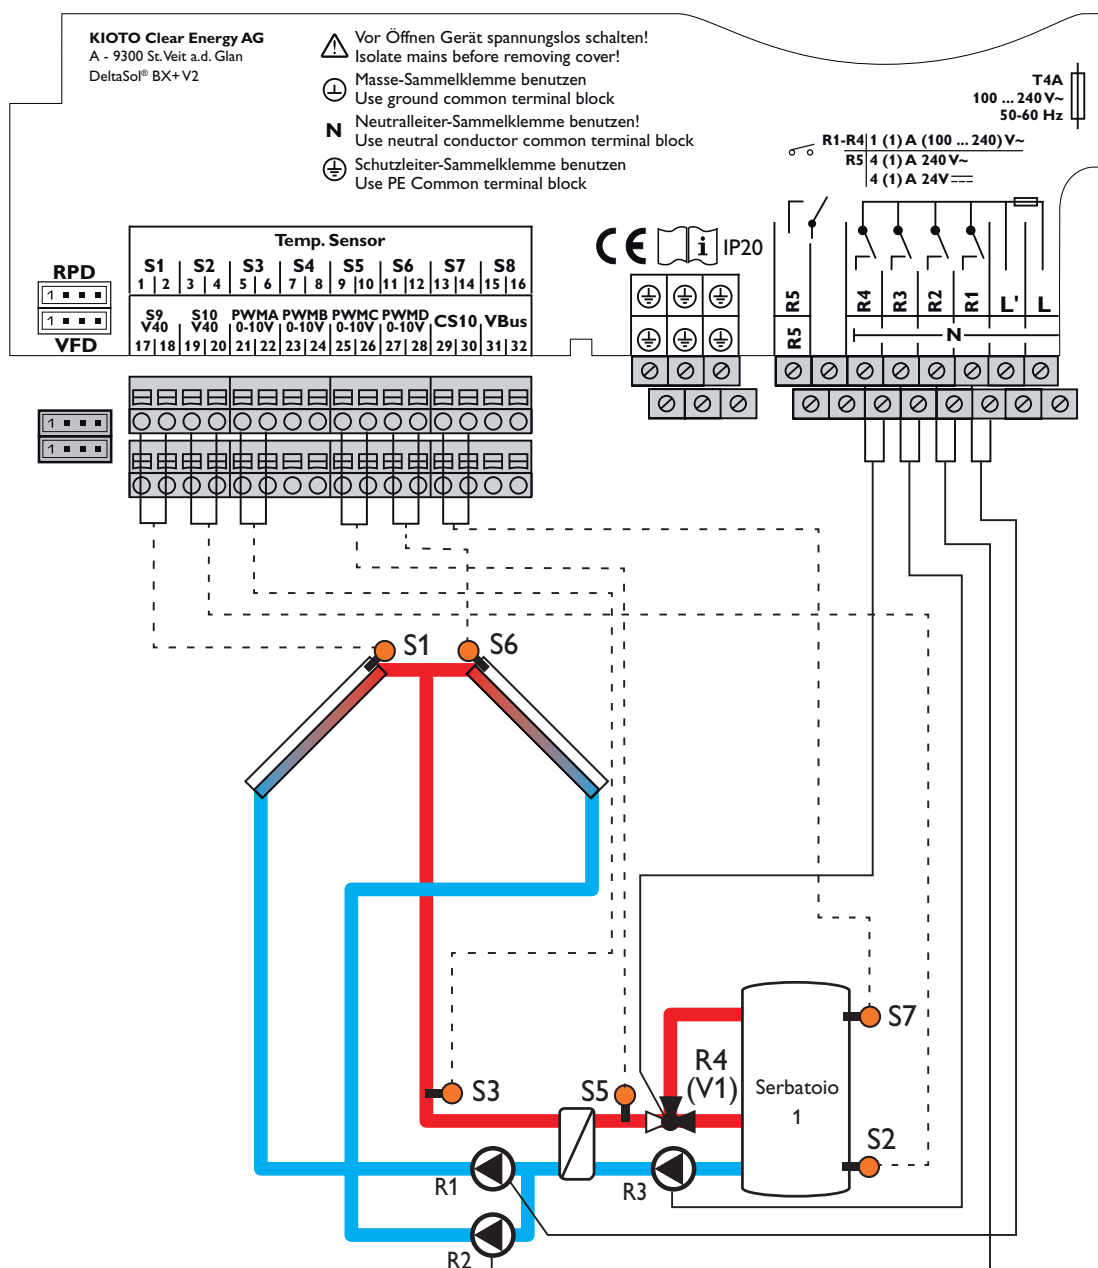 KIOTO Clear Energy AG
A - 9300 St. Veit a.d. Glan
DeltaSol® BX+ V2
Vor Öffnen Gerät spannungslos schalten!
Isolate mains before removing cover!
Masse-Sammelklemme benutzen
Use ground common terminal block
N Neutralleiter-Sammelklemme benutzen!
Use neutral conductor common terminal block
Schutzleiter-Sammelklemme benutzen
Use PE Common terminal block
T4A
100 ... 240 V~
50-60 Hz
R1-R4 1 (1) A (100 ... 240) V~
R5 4 (1) A 240 V~
4 (1) A 24V
CE i IP20
Temp. Sensor
S1 S2 S3 S4 S5 S6 S7 S8
1 2 3 4 5 6 7 8 9 10 11 12 13 14 15 16
S9 S10 PWMA PWMB PWMC PWMD CS10 VBus
V40 V40 0-10V 0-10V 0-10V 0-10V
17 18 19 20 21 22 23 24 25 26 27 28 29 30 31 32
RPD
1
1
VFD
1
1
R5 R4 R3 R2 R1 L' L
R5 N
S1 S6
S3
S5
R4
(V1)
Serbatoio
1
S7
S2
R1
R3
R2